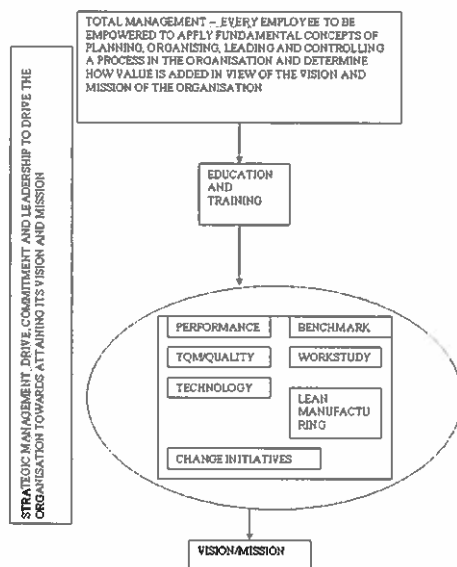 TOTAL MANAGEMENT – EVERY EMPLOYEE TO BE
EMPOWERED TO APPLY FUNDAMENTAL CONCEPTS OF
PLANNING, ORGANISING, LEADING AND CONTROLLING
A PROCESS IN THE ORGANISATION AND DETERMINE
HOW VALUE IS ADDED IN VIEW OF THE VISION AND
MISSION OF THE ORGANISATION
STRATEGIC MANAGEMENT, DRIVE, COMMITMENT AND LEADERSHIP TO DRIVE THE
ORGANISATION TOWARDS ATTAINING ITS VISION AND MISSION
EDUCATION
AND
TRAINING
PERFORMANCE
BENCHMARK
TQM/QUALITY
WORKSTUDY
TECHNOLOGY
LEAN
MANUFACTU
RING
CHANGE INITIATIVES
VISION/MISSION